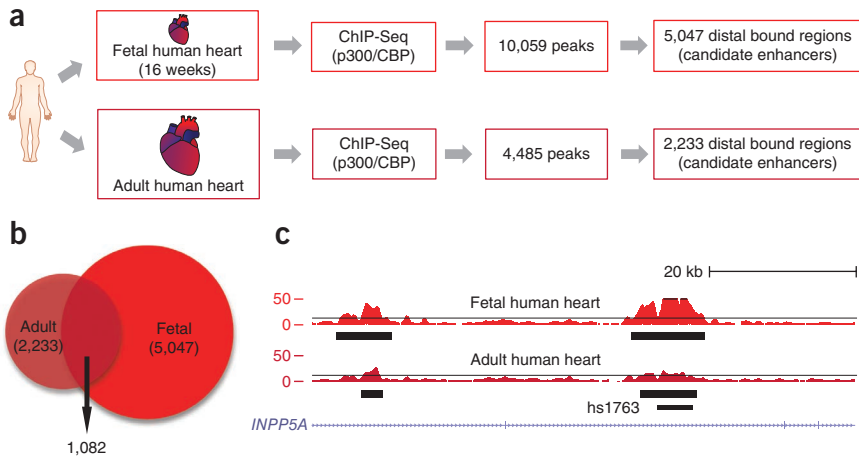 a
Fetal human heart
(16 weeks)
ChIP-Seq
(p300/CBP)
10,059 peaks
5,047 distal bound regions
(candidate enhancers)
Adult human heart
ChIP-Seq
(p300/CBP)
4,485 peaks
2,233 distal bound regions
(candidate enhancers)
b
Adult
(2,233)
Fetal
(5,047)
1,082
c
20 kb
50
0
Fetal human heart
50
0
Adult human heart
hs1763
INPP5A